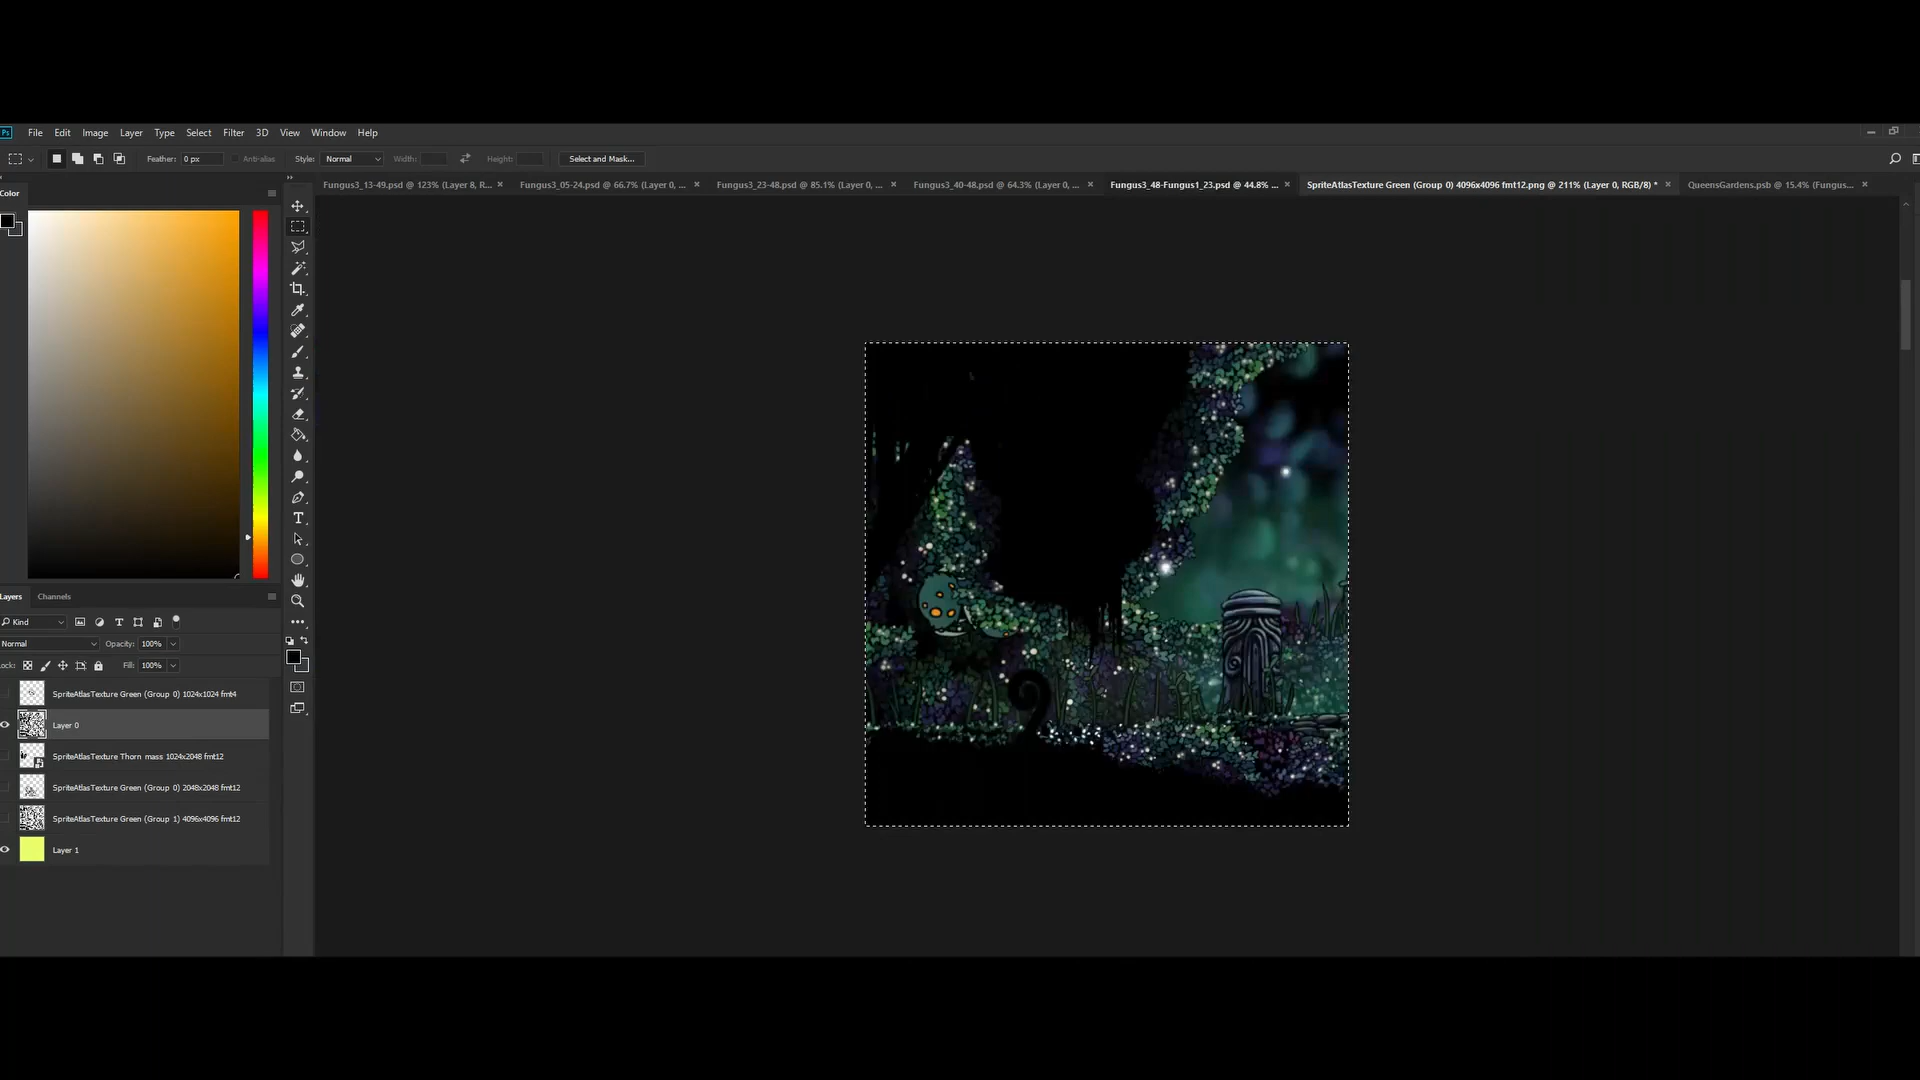 Ps File Edit Image Layer Type Select Filter 3D View Window Help
Feather: 0 px Anti-alias Style: Normal Width: Height: Select and Mask...
Fungus3_13-49.psd @ 123% (Layer 8, R... × Fungus3_05-24.psd @ 66.7% (Layer 0, ... × Fungus3_23-48.psd @ 85.1% (Layer 0, ... × Fungus3_40-48.psd @ 64.3% (Layer 0, ... × Fungus3_48-Fungus1_23.psd @ 44.8% ... × SpriteAtlasTexture Green (Group 0) 4096x4096 fmt12.png @ 211% (Layer 0, RGB/8) * × QueensGardens.psb @ 15.4% (Fungus... ×
Color
Layers Channels
Kind
Normal Opacity: 100%
Lock: Fill: 100%
SpriteAtlasTexture Green (Group 0) 1024x1024 fmt4
Layer 0
SpriteAtlasTexture Thorn mass 1024x2048 fmt12
SpriteAtlasTexture Green (Group 0) 2048x2048 fmt12
SpriteAtlasTexture Green (Group 1) 4096x4096 fmt12
Layer 1